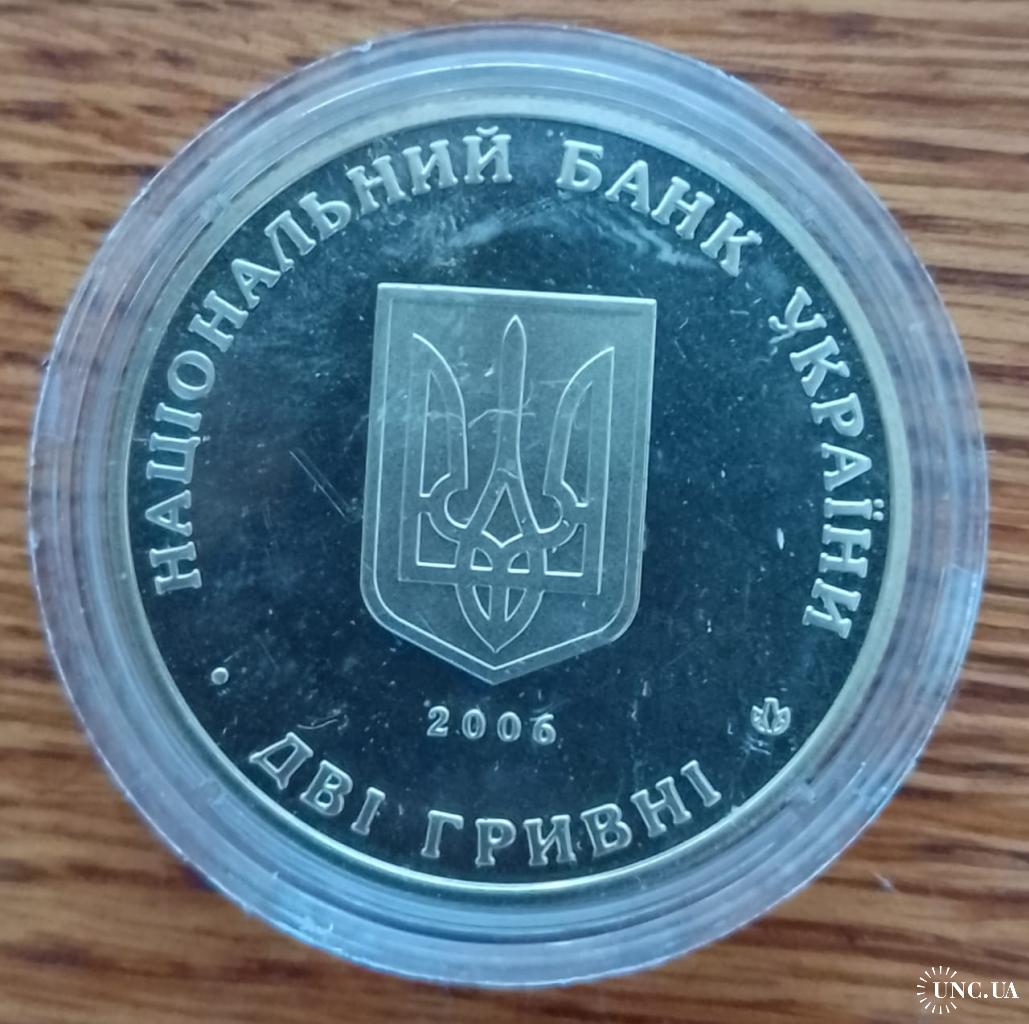 НАЦІОНАЛЬНИЙ БАНК УКРАЇНИ
2006
ДВІ ГРИВНІ
UNC.UA